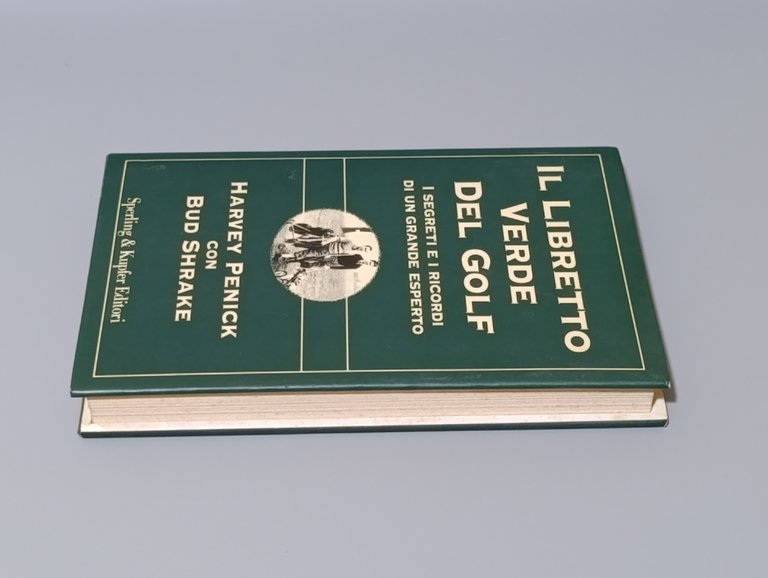 IL LIBRETTO
VERDE
DEL GOLF
I SEGRETI E I RICORDI
DI UN GRANDE ESPERTO
HARVEY PENICK
CON
BUD SHRAKE
Sperling & Kupfer Editori